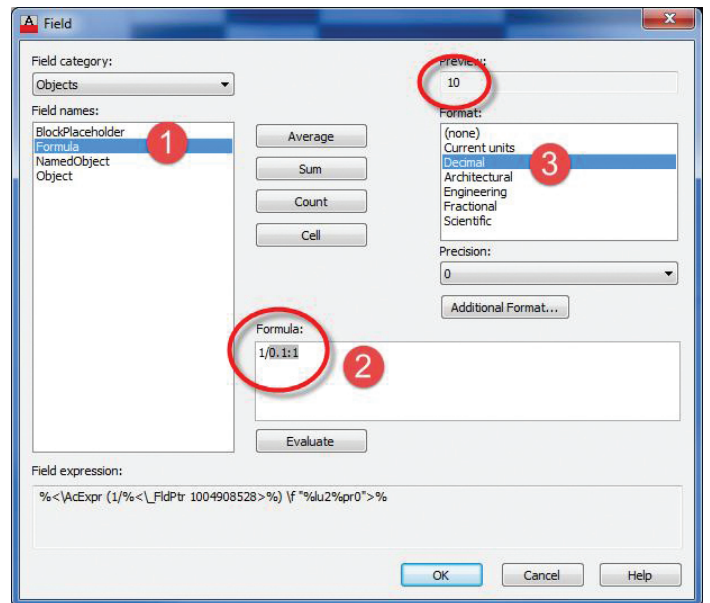 A Field
X
Field category:
Objects
Field names:
BlockPlaceholder
Formula
NamedObject
Object
1
Average
Sum
Count
Cell
Preview:
10
Format:
(none)
Current units
Decimal
Architectural
Engineering
Fractional
Scientific
3
Precision:
0
Additional Format...
Formula:
1/0.1:1
2
Evaluate
Field expression:
%<\AcExpr (1/%<\_FldPtr 1004908528>%) \f "%lu2%pr0">%
OK
Cancel
Help